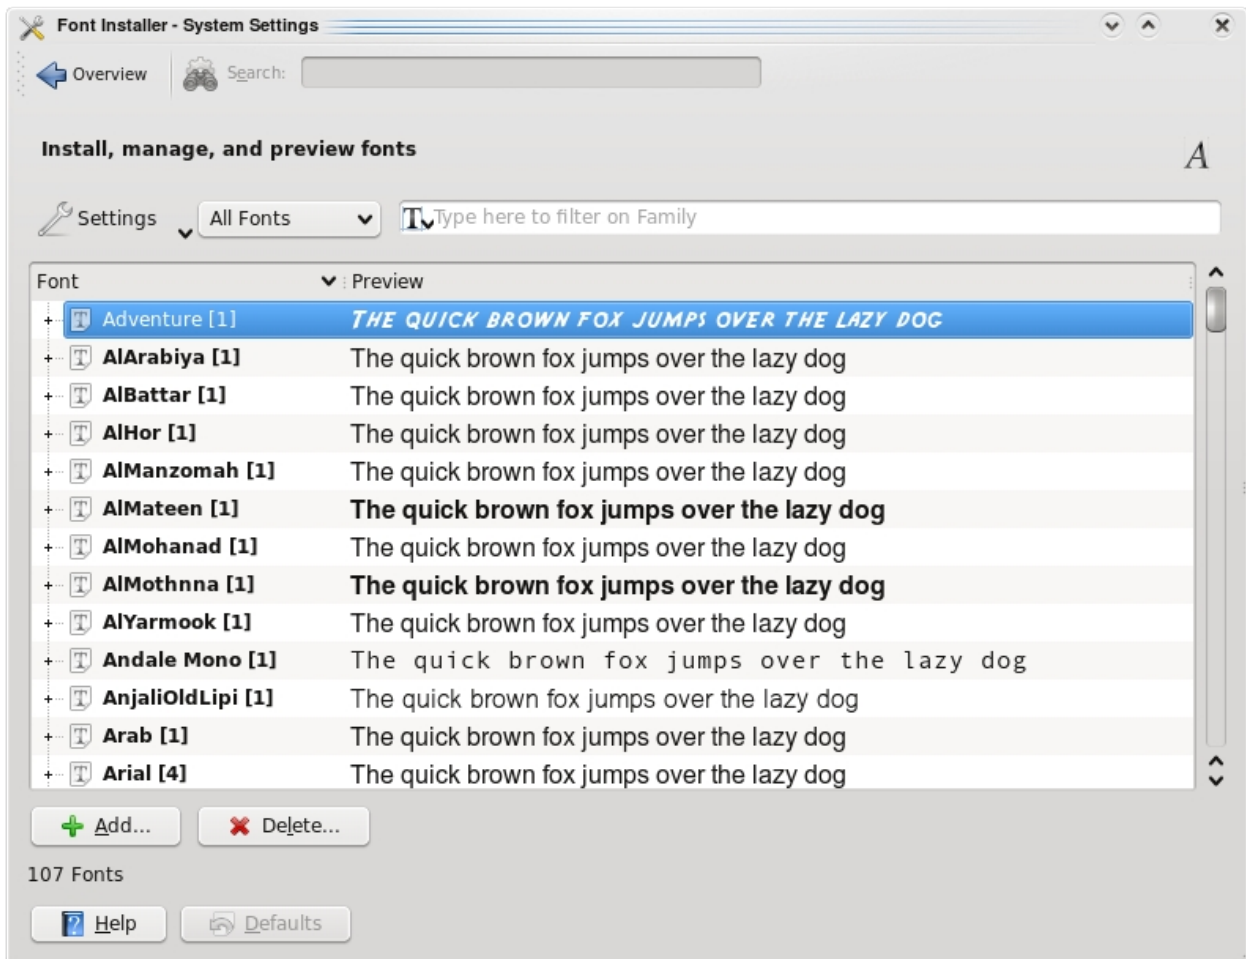 Font Installer - System Settings
Overview Search:
Install, manage, and preview fonts
A
Settings All Fonts T Type here to filter on Family
Font Preview
Adventure [1] THE QUICK BROWN FOX JUMPS OVER THE LAZY DOG
AlArabiya [1] The quick brown fox jumps over the lazy dog
AlBattar [1] The quick brown fox jumps over the lazy dog
AlHor [1] The quick brown fox jumps over the lazy dog
AlManzomah [1] The quick brown fox jumps over the lazy dog
AlMateen [1] The quick brown fox jumps over the lazy dog
AlMohanad [1] The quick brown fox jumps over the lazy dog
AlMothnna [1] The quick brown fox jumps over the lazy dog
AlYarmook [1] The quick brown fox jumps over the lazy dog
Andale Mono [1] The quick brown fox jumps over the lazy dog
AnjaliOldLipi [1] The quick brown fox jumps over the lazy dog
Arab [1] The quick brown fox jumps over the lazy dog
Arial [4] The quick brown fox jumps over the lazy dog
Add... Delete...
107 Fonts
Help Defaults